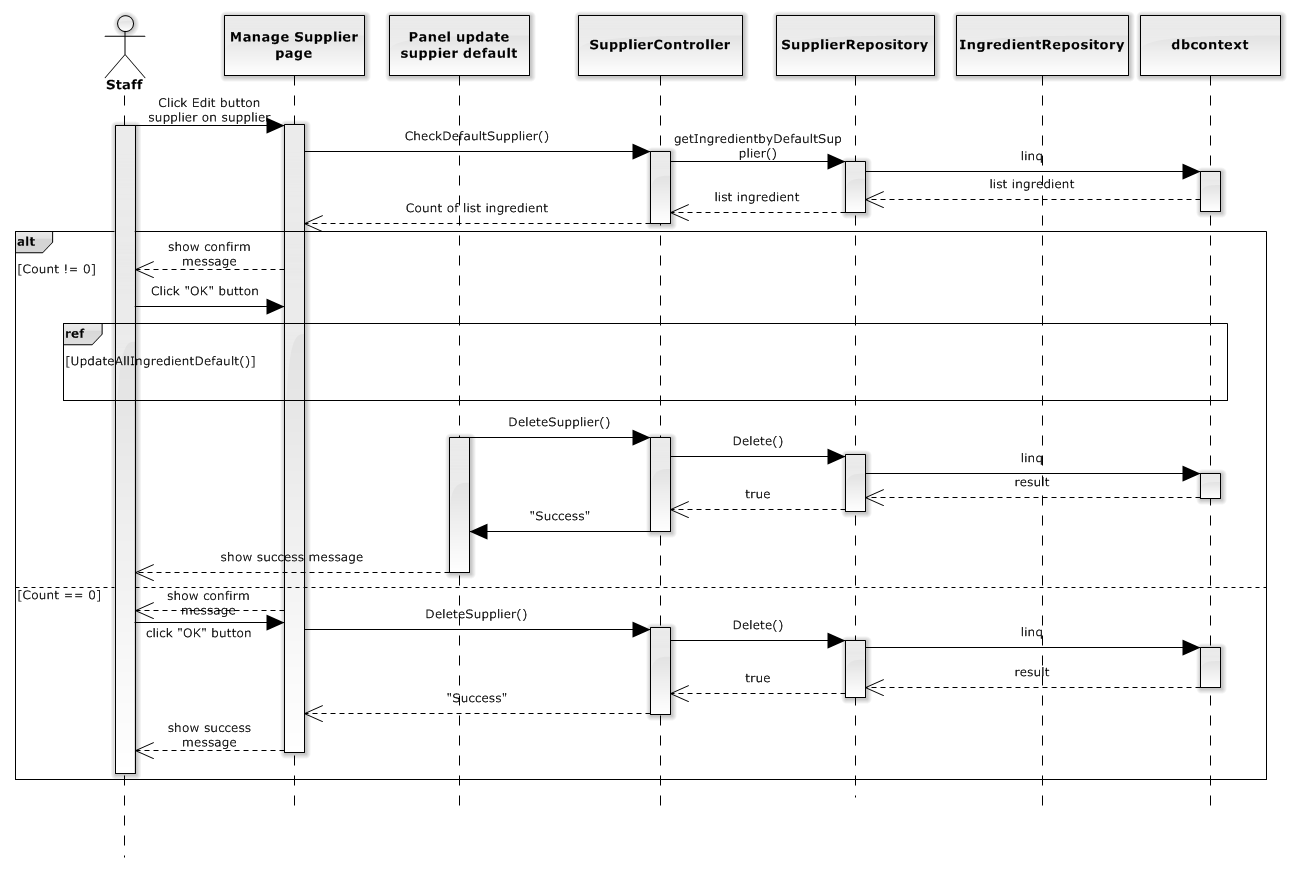 Staff
Manage Supplier
page
Panel update
suppier default
SupplierController
SupplierRepository
IngredientRepository
dbcontext
Click Edit button
supplier on supplier
CheckDefaultSupplier()
getIngredientbyDefaultSup
plier()
linq
list ingredient
list ingredient
Count of list ingredient
alt
[Count != 0]
show confirm
message
Click "OK" button
ref
[UpdateAllIngredientDefault()]
DeleteSupplier()
Delete()
linq
result
true
"Success"
show success message
[Count == 0]
show confirm
message
click "OK" button
DeleteSupplier()
Delete()
linq
result
true
"Success"
show success
message